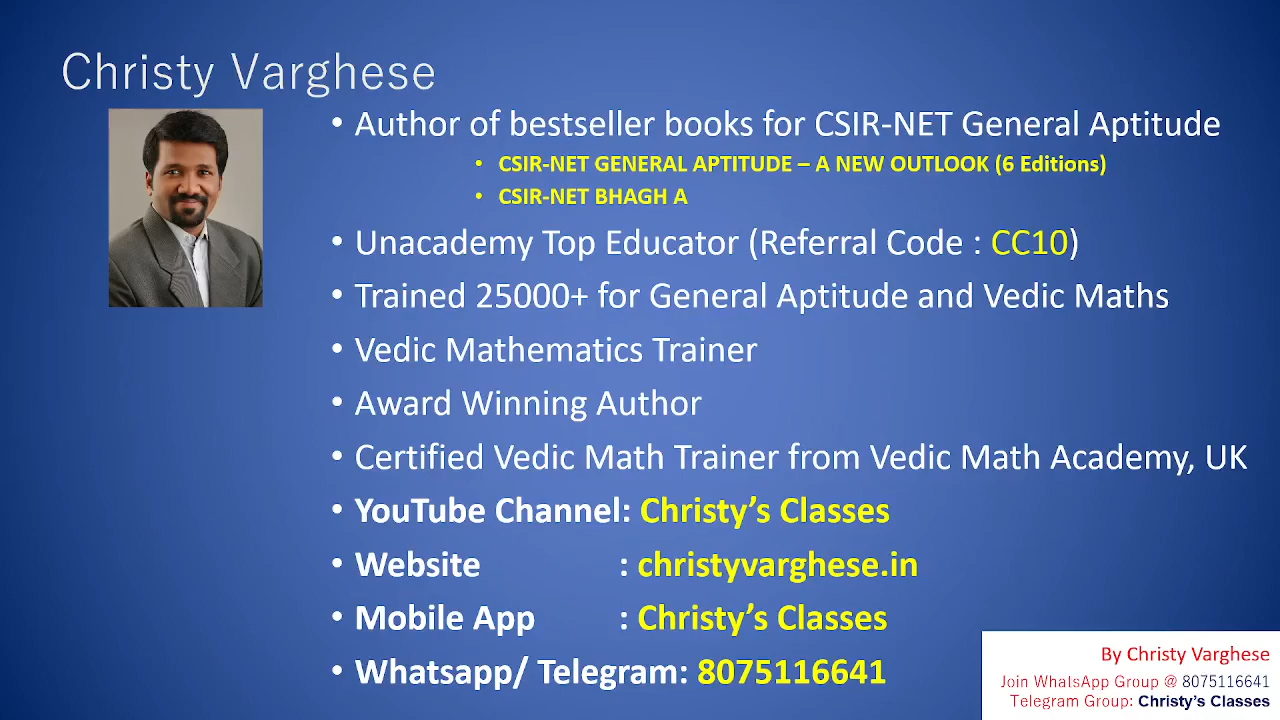 Christy Varghese
• Author of bestseller books for CSIR-NET General Aptitude
• CSIR-NET GENERAL APTITUDE – A NEW OUTLOOK (6 Editions)
• CSIR-NET BHAGH A
• Unacademy Top Educator (Referral Code : CC10)
• Trained 25000+ for General Aptitude and Vedic Maths
• Vedic Mathematics Trainer
• Award Winning Author
• Certified Vedic Math Trainer from Vedic Math Academy, UK
• YouTube Channel: Christy’s Classes
• Website : christyvarghese.in
• Mobile App : Christy’s Classes
• Whatsapp/ Telegram: 8075116641
By Christy Varghese
Join WhalsApp Group @ 8075116641
Telegram Group: Christy’s Classes